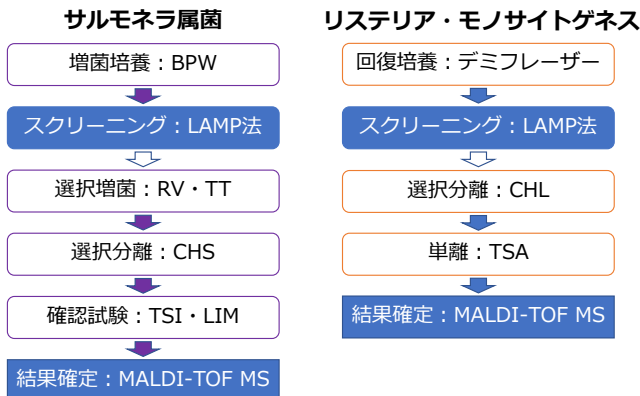 サルモネラ属菌
増菌培養：BPW
スクリーニング：LAMP法
選択増菌：RV・TT
選択分離：CHS
確認試験：TSI・LIM
結果確定：MALDI-TOF MS
リステリア・モノサイトゲネス
回復培養：デミフレーザー
スクリーニング：LAMP法
選択分離：CHL
単離：TSA
結果確定：MALDI-TOF MS